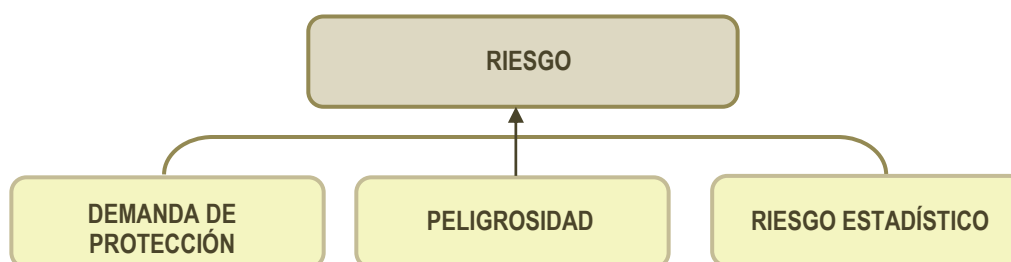 RIESGO
DEMANDA DE
PROTECCIÓN
PELIGROSIDAD
RIESGO ESTADÍSTICO